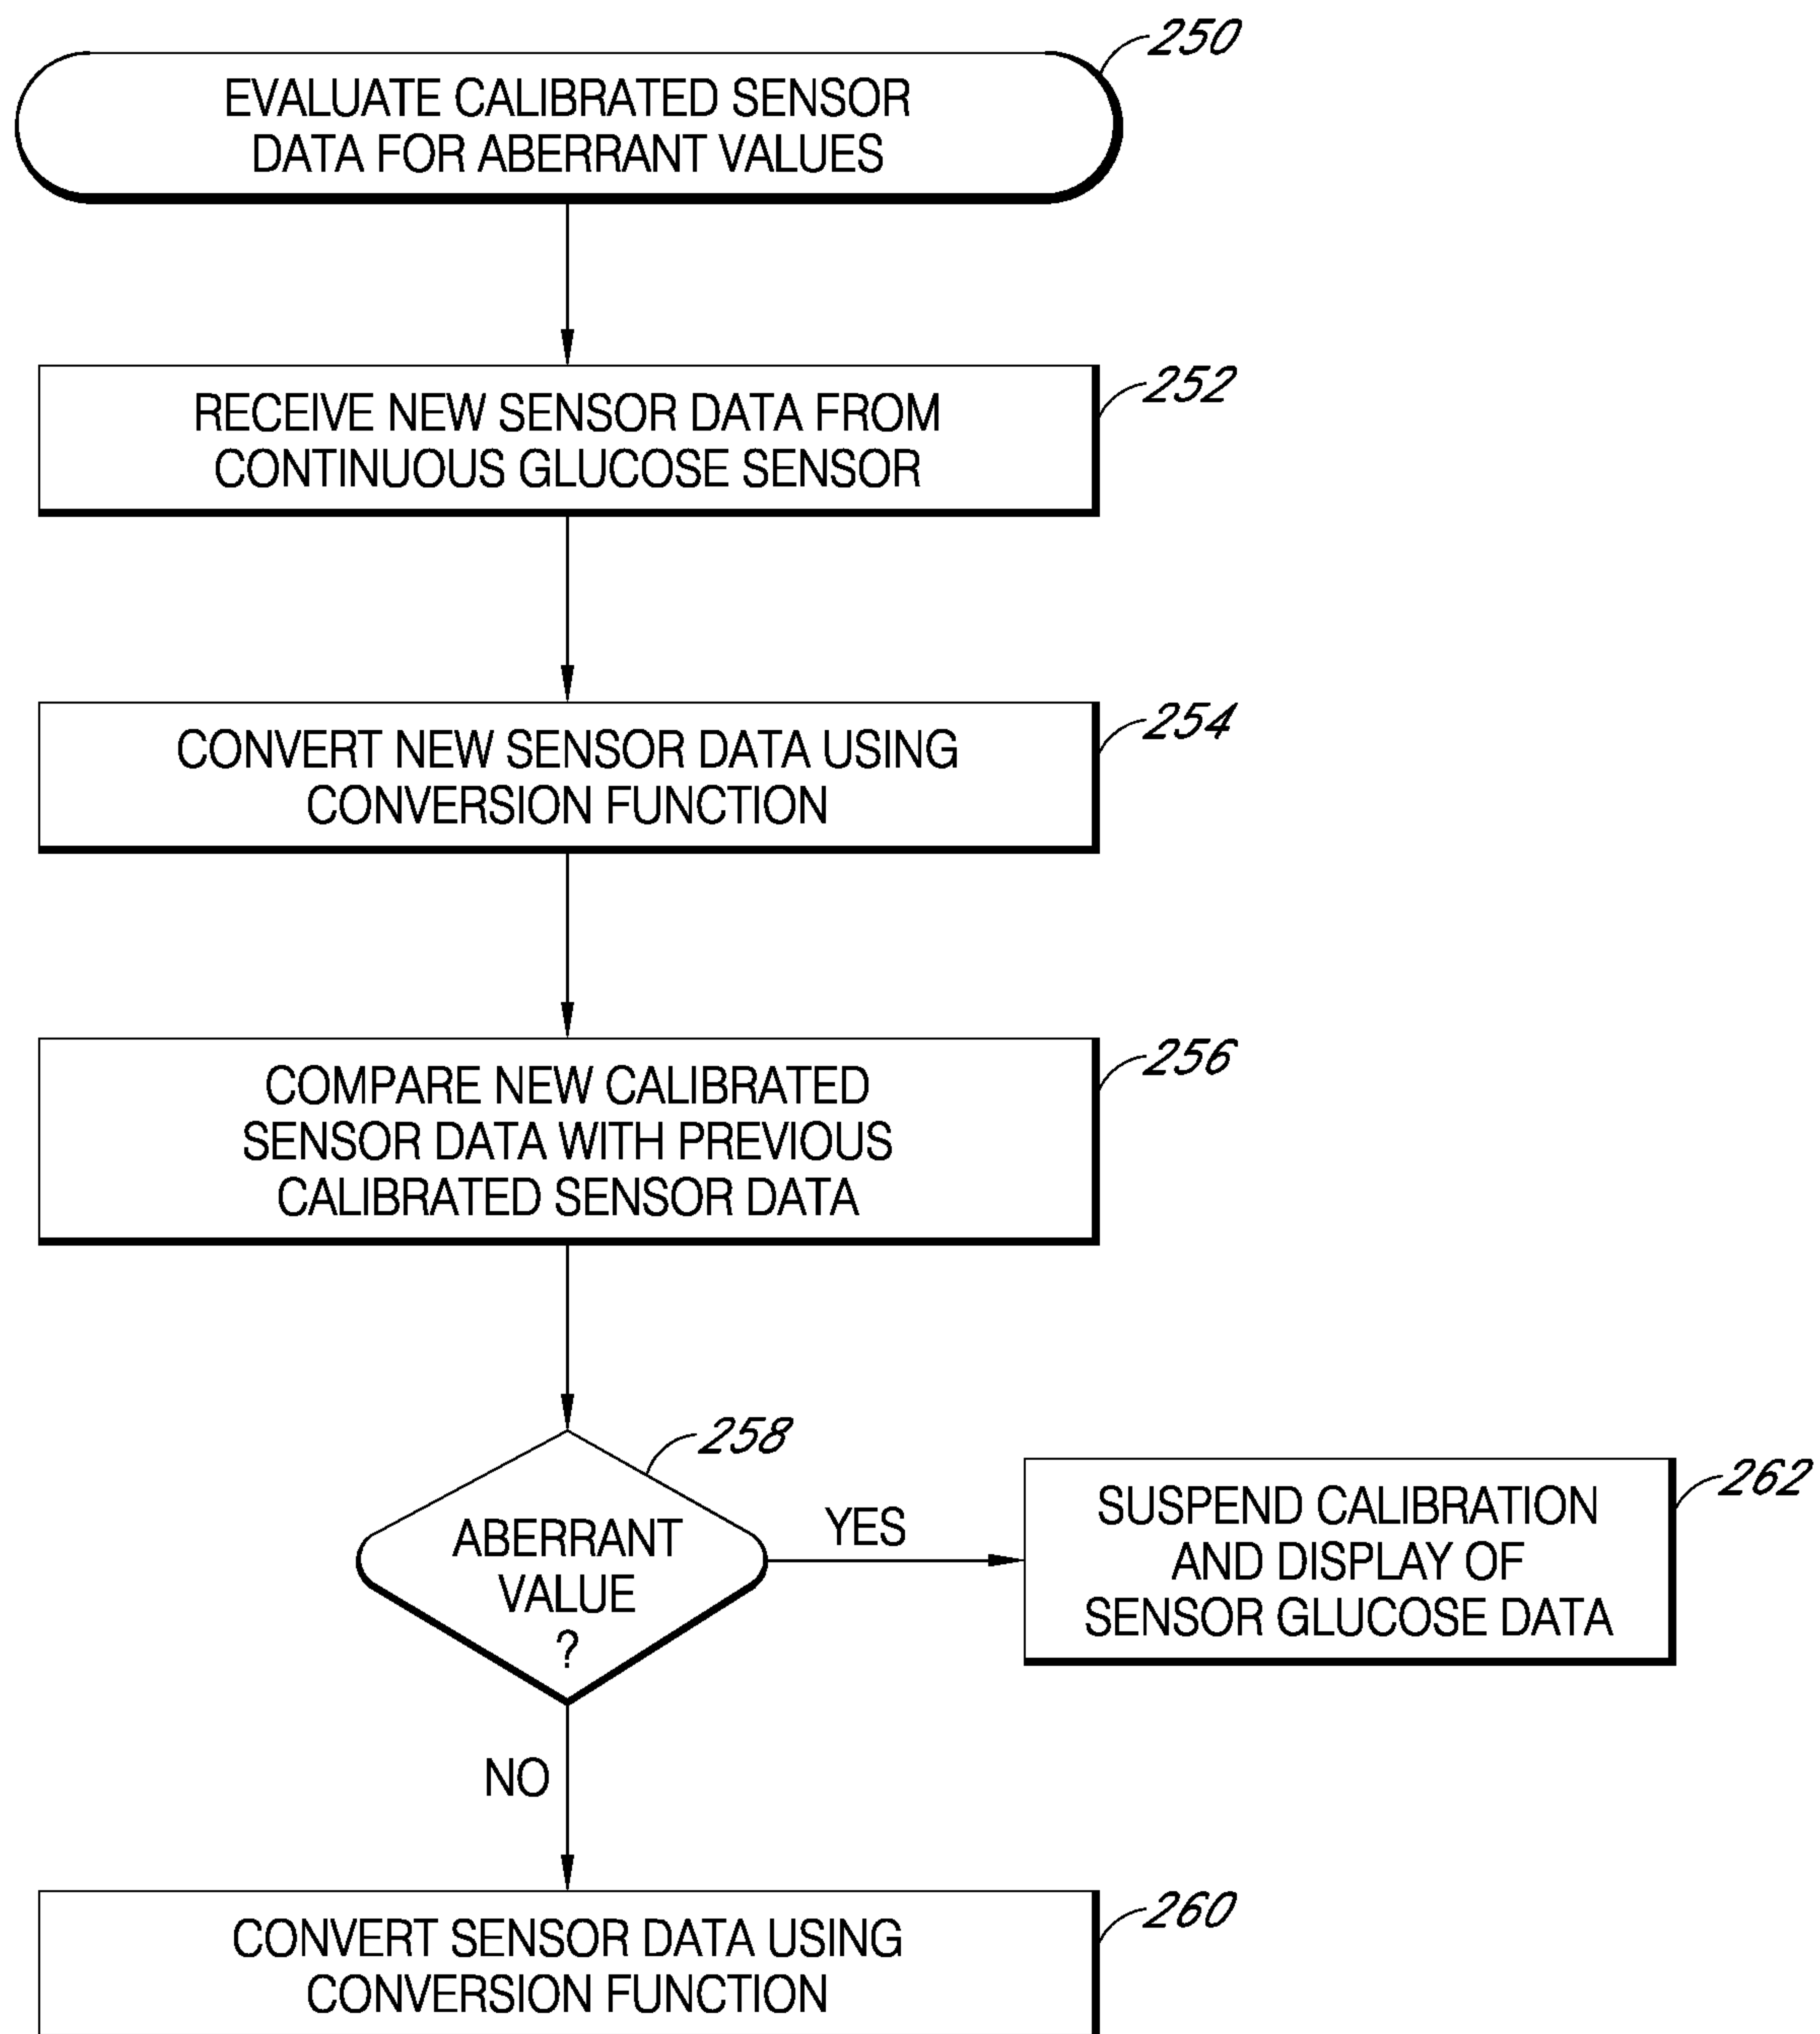 250
EVALUATE CALIBRATED SENSOR
DATA FOR ABERRANT VALUES
252
RECEIVE NEW SENSOR DATA FROM
CONTINUOUS GLUCOSE SENSOR
254
CONVERT NEW SENSOR DATA USING
CONVERSION FUNCTION
256
COMPARE NEW CALIBRATED
SENSOR DATA WITH PREVIOUS
CALIBRATED SENSOR DATA
258
ABERRANT
VALUE
?
YES
262
SUSPEND CALIBRATION
AND DISPLAY OF
SENSOR GLUCOSE DATA
NO
260
CONVERT SENSOR DATA USING
CONVERSION FUNCTION